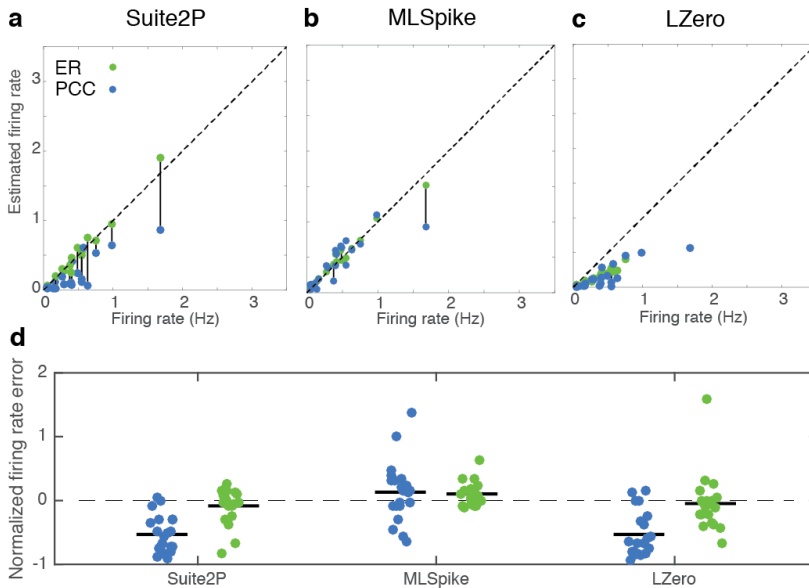 a Suite2P
b MLSpike
c LZero
Estimated firing rate
3
2
1
0
ER
PCC
0 1 2 3
Firing rate (Hz)
0 1 2 3
Firing rate (Hz)
0 1 2 3
Firing rate (Hz)
d
Normalized firing rate error
2
1
0
-1
Suite2P MLSpike LZero